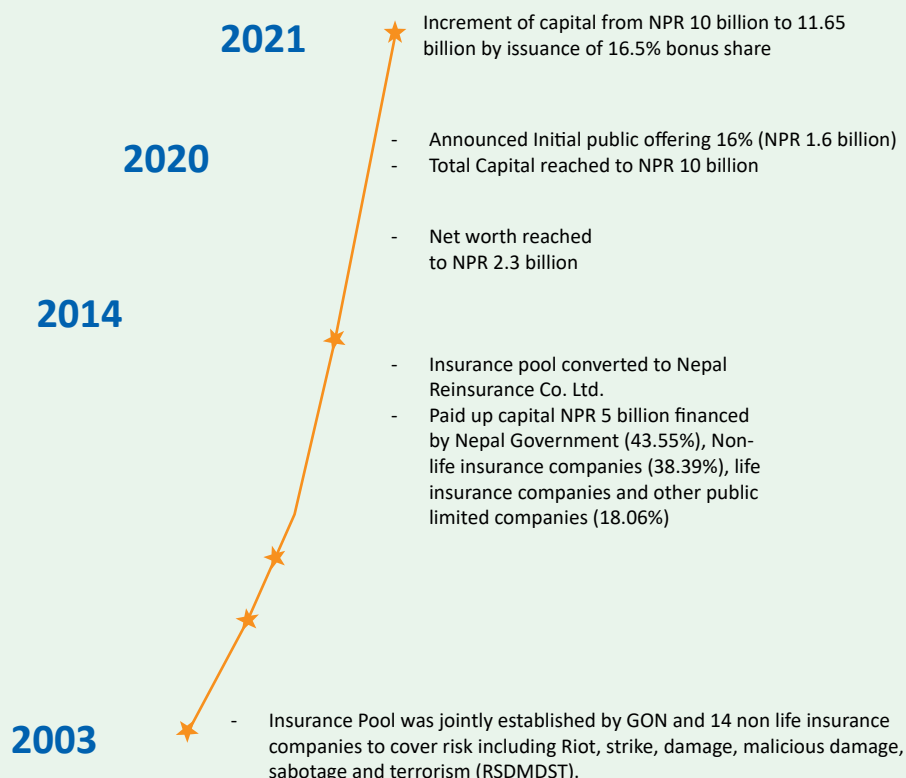 2021
Increment of capital from NPR 10 billion to 11.65
billion by issuance of 16.5% bonus share
2020
- Announced Initial public offering 16% (NPR 1.6 billion)
- Total Capital reached to NPR 10 billion
- Net worth reached
to NPR 2.3 billion
2014
- Insurance pool converted to Nepal
Reinsurance Co. Ltd.
- Paid up capital NPR 5 billion financed
by Nepal Government (43.55%), Non-
life insurance companies (38.39%), life
insurance companies and other public
limited companies (18.06%)
2003
- Insurance Pool was jointly established by GON and 14 non life insurance
companies to cover risk including Riot, strike, damage, malicious damage,
sabotage and terrorism (RSDMDST).